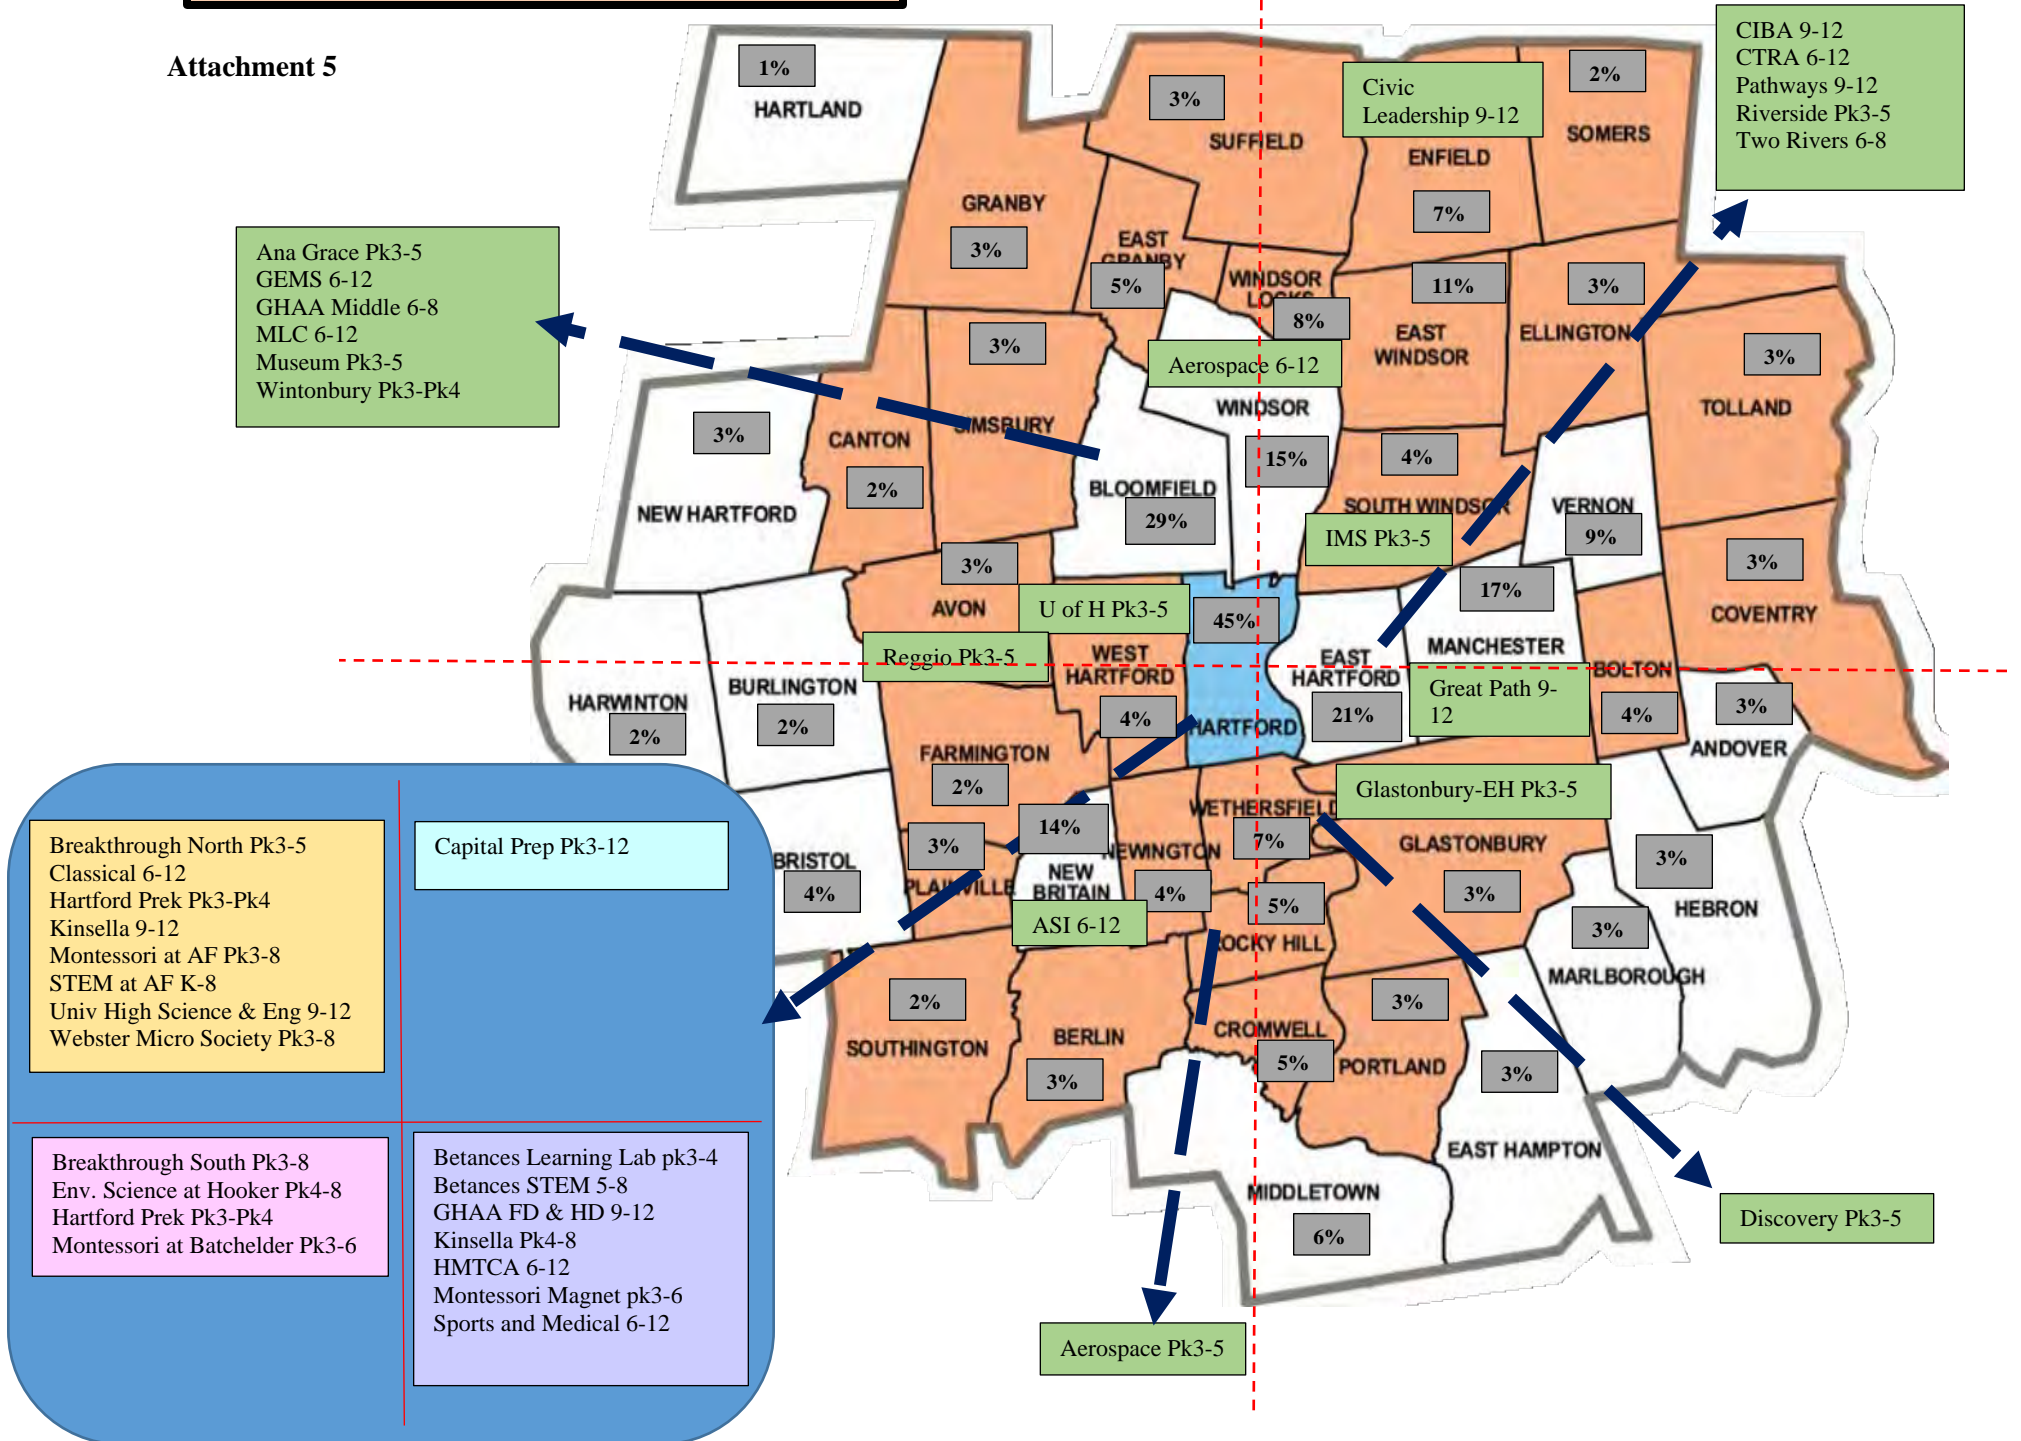 Attachment 5
CIBA 9-12
CTRA 6-12
Pathways 9-12
Riverside Pk3-5
Two Rivers 6-8
1%
HARTLAND
3%
SUFFIELD
Civic
Leadership 9-12
ENFIELD
7%
2%
SOMERS
GRANBY
3%
EAST
GRANBY
5%
WINDSOR
LOCKS
8%
11%
EAST
WINDSOR
3%
ELLINGTON
3%
TOLLAND
Ana Grace Pk3-5
GEMS 6-12
GHAA Middle 6-8
MLC 6-12
Museum Pk3-5
Wintonbury Pk3-Pk4
3%
SIMSBURY
Aerospace 6-12
WINDSOR
15%
3%
NEW HARTFORD
CANTON
2%
BLOOMFIELD
29%
4%
SOUTH WINDSOR
IMS Pk3-5
VERNON
9%
3%
COVENTRY
3%
AVON
U of H Pk3-5
45%
HARTFORD
17%
MANCHESTER
Reggio Pk3-5
WEST
HARTFORD
4%
EAST
HARTFORD
21%
Great Path 9-
12
BOLTON
4%
3%
ANDOVER
HARWINTON
2%
BURLINGTON
2%
FARMINGTON
2%
14%
NEW
BRITAIN
ASI 6-12
WETHERSFIELD
7%
Glastonbury-EH Pk3-5
GLASTONBURY
3%
BRISTOL
4%
3%
PLAINVILLE
NEWINGTON
4%
5%
ROCKY HILL
3%
HEBRON
3%
MARLBOROUGH
2%
SOUTHINGTON
BERLIN
3%
CROMWELL
5%
3%
PORTLAND
3%
EAST HAMPTON
MIDDLETOWN
6%
Discovery Pk3-5
Aerospace Pk3-5
Breakthrough North Pk3-5
Classical 6-12
Hartford Prek Pk3-Pk4
Kinsella 9-12
Montessori at AF Pk3-8
STEM at AF K-8
Univ High Science & Eng 9-12
Webster Micro Society Pk3-8
Capital Prep Pk3-12
Breakthrough South Pk3-8
Env. Science at Hooker Pk4-8
Hartford Prek Pk3-Pk4
Montessori at Batchelder Pk3-6
Betances Learning Lab pk3-4
Betances STEM 5-8
GHAA FD & HD 9-12
Kinsella Pk4-8
HMTCA 6-12
Montessori Magnet pk3-6
Sports and Medical 6-12